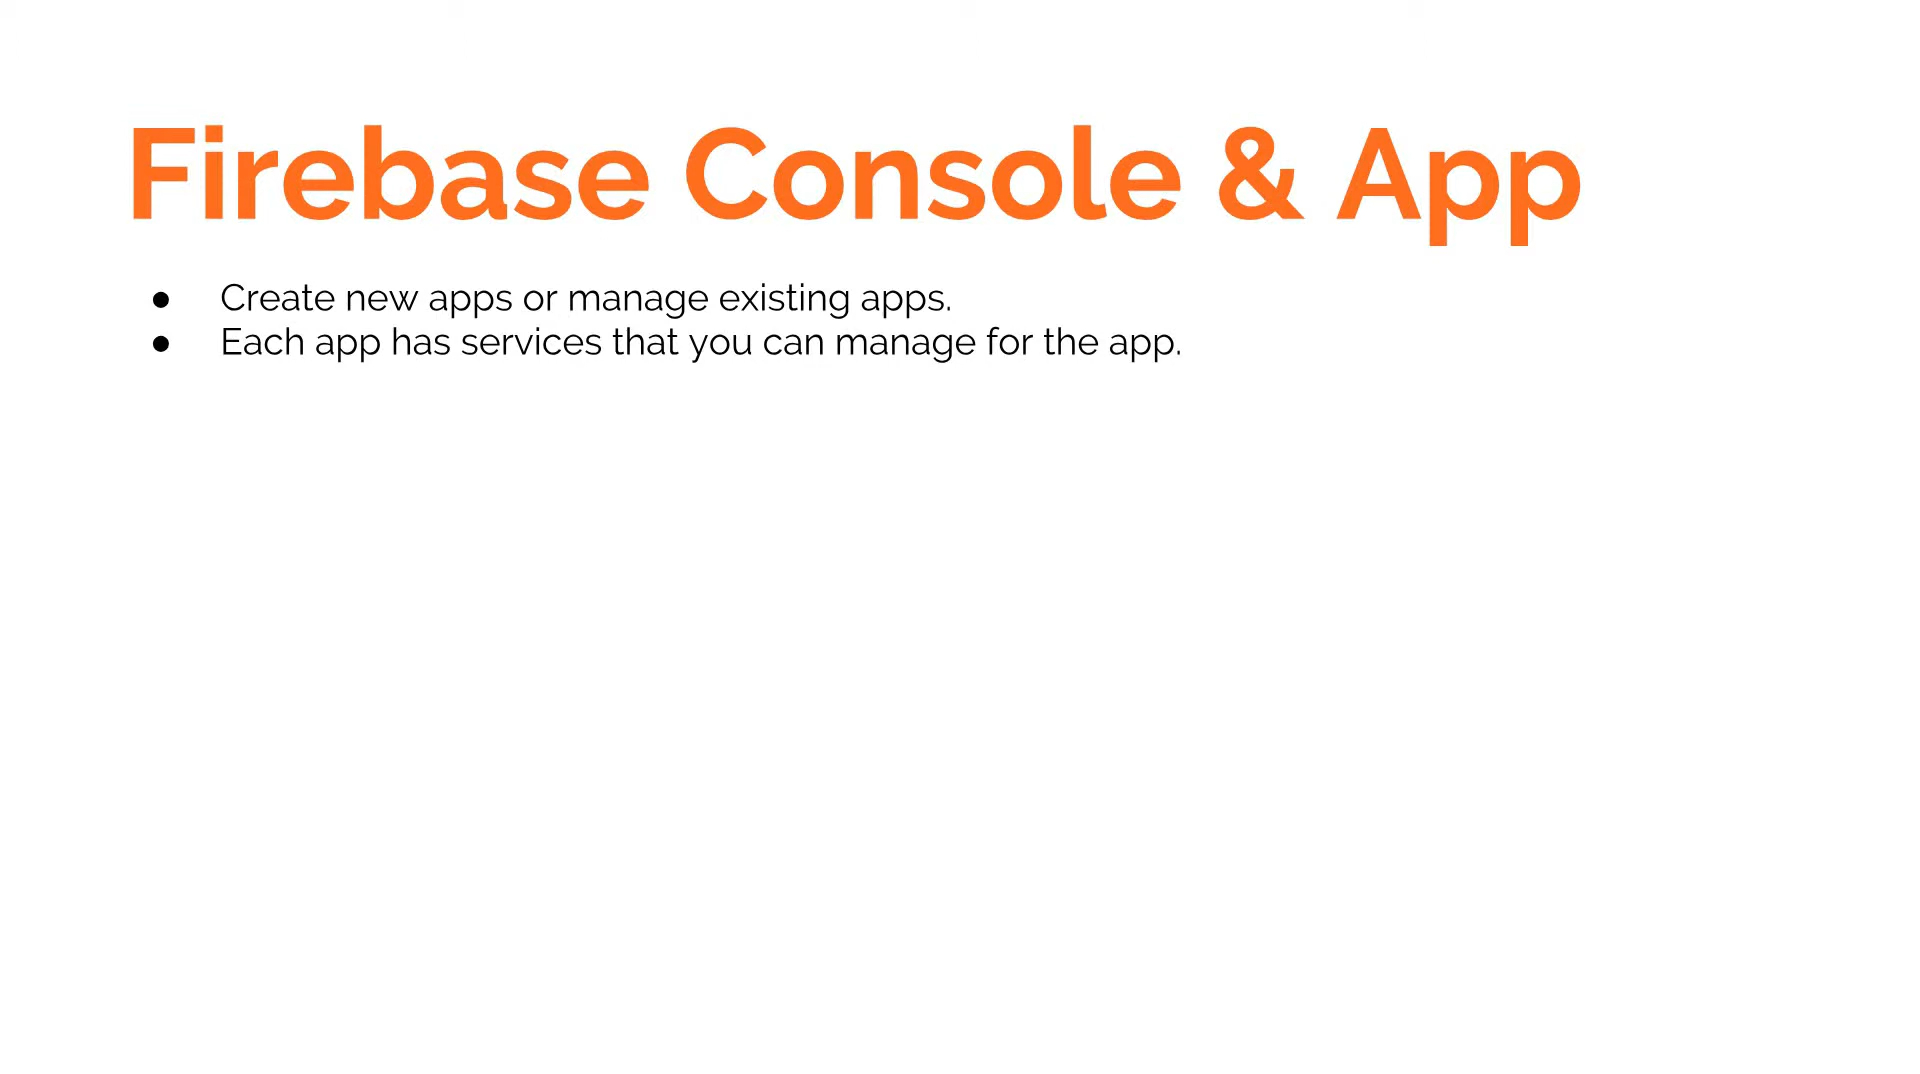 Firebase Console & App
● Create new apps or manage existing apps.
● Each app has services that you can manage for the app.